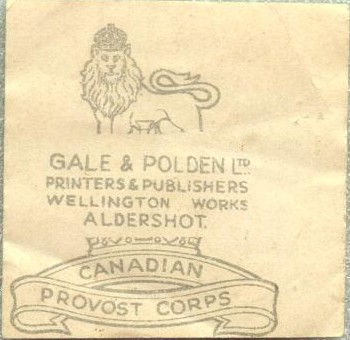 GALE & POLDEN LTD
PRINTERS & PUBLISHERS
WELLINGTON WORKS
ALDERSHOT.
CANADIAN
PROVOST CORPS